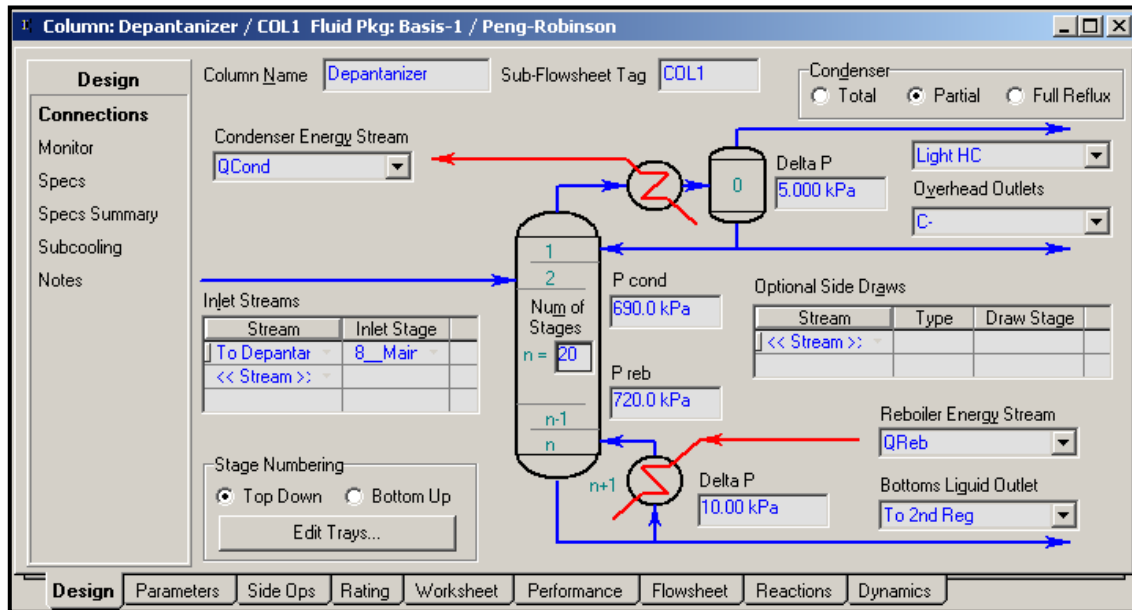 Column: Depantanizer / COL1 Fluid Pkg: Basis-1 / Peng-Robinson
Design
Connections
Monitor
Specs
Specs Summary
Subcooling
Notes
Column Name Depantanizer Sub-Flowsheet Tag COL1
Condenser
Total Partial Full Reflux
Condenser Energy Stream
QCond
0
Delta P
5.000 kPa
Light HC
Overhead Outlets
C-
1
2
Num of
Stages
n = 20
n-1
n
n+1
P cond
690.0 kPa
P reb
720.0 kPa
Inlet Streams
Stream Inlet Stage
To Depantar 8__Main
<< Stream >>
Optional Side Draws
Stream Type Draw Stage
<< Stream >>
Stage Numbering
Top Down Bottom Up
Edit Trays...
Delta P
10.00 kPa
Reboiler Energy Stream
QReb
Bottoms Liquid Outlet
To 2nd Reg
Design Parameters Side Ops Rating Worksheet Performance Flowsheet Reactions Dynamics